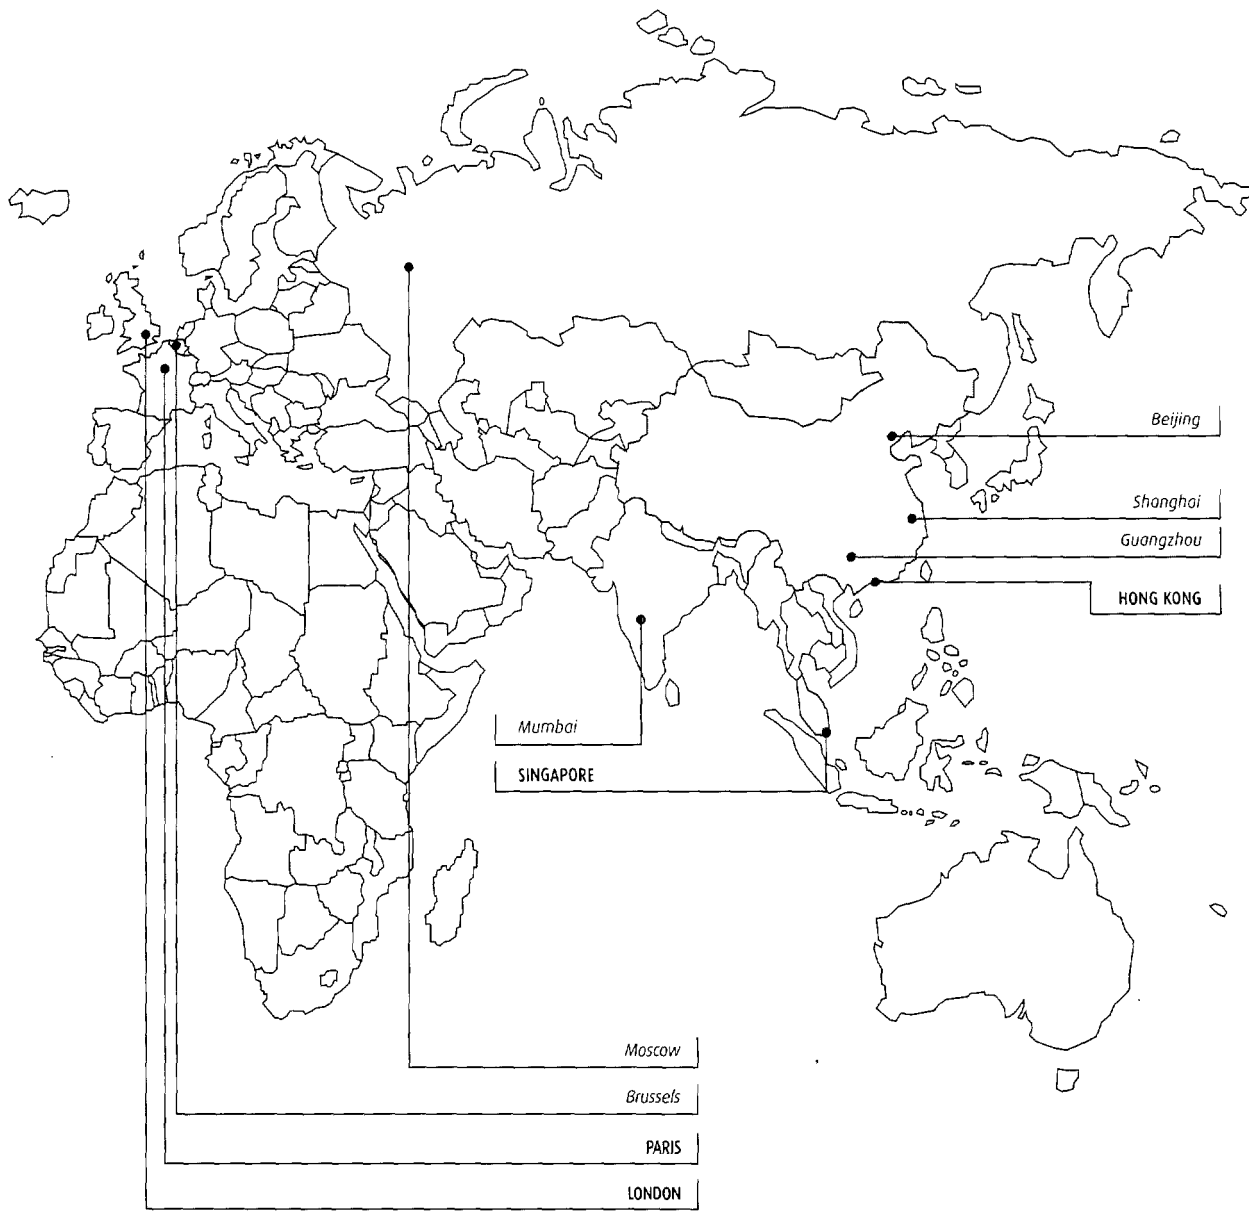 Beijing
Shanghai
Guangzhou
HONG KONG
Mumbai
SINGAPORE
Moscow
Brussels
PARIS
LONDON